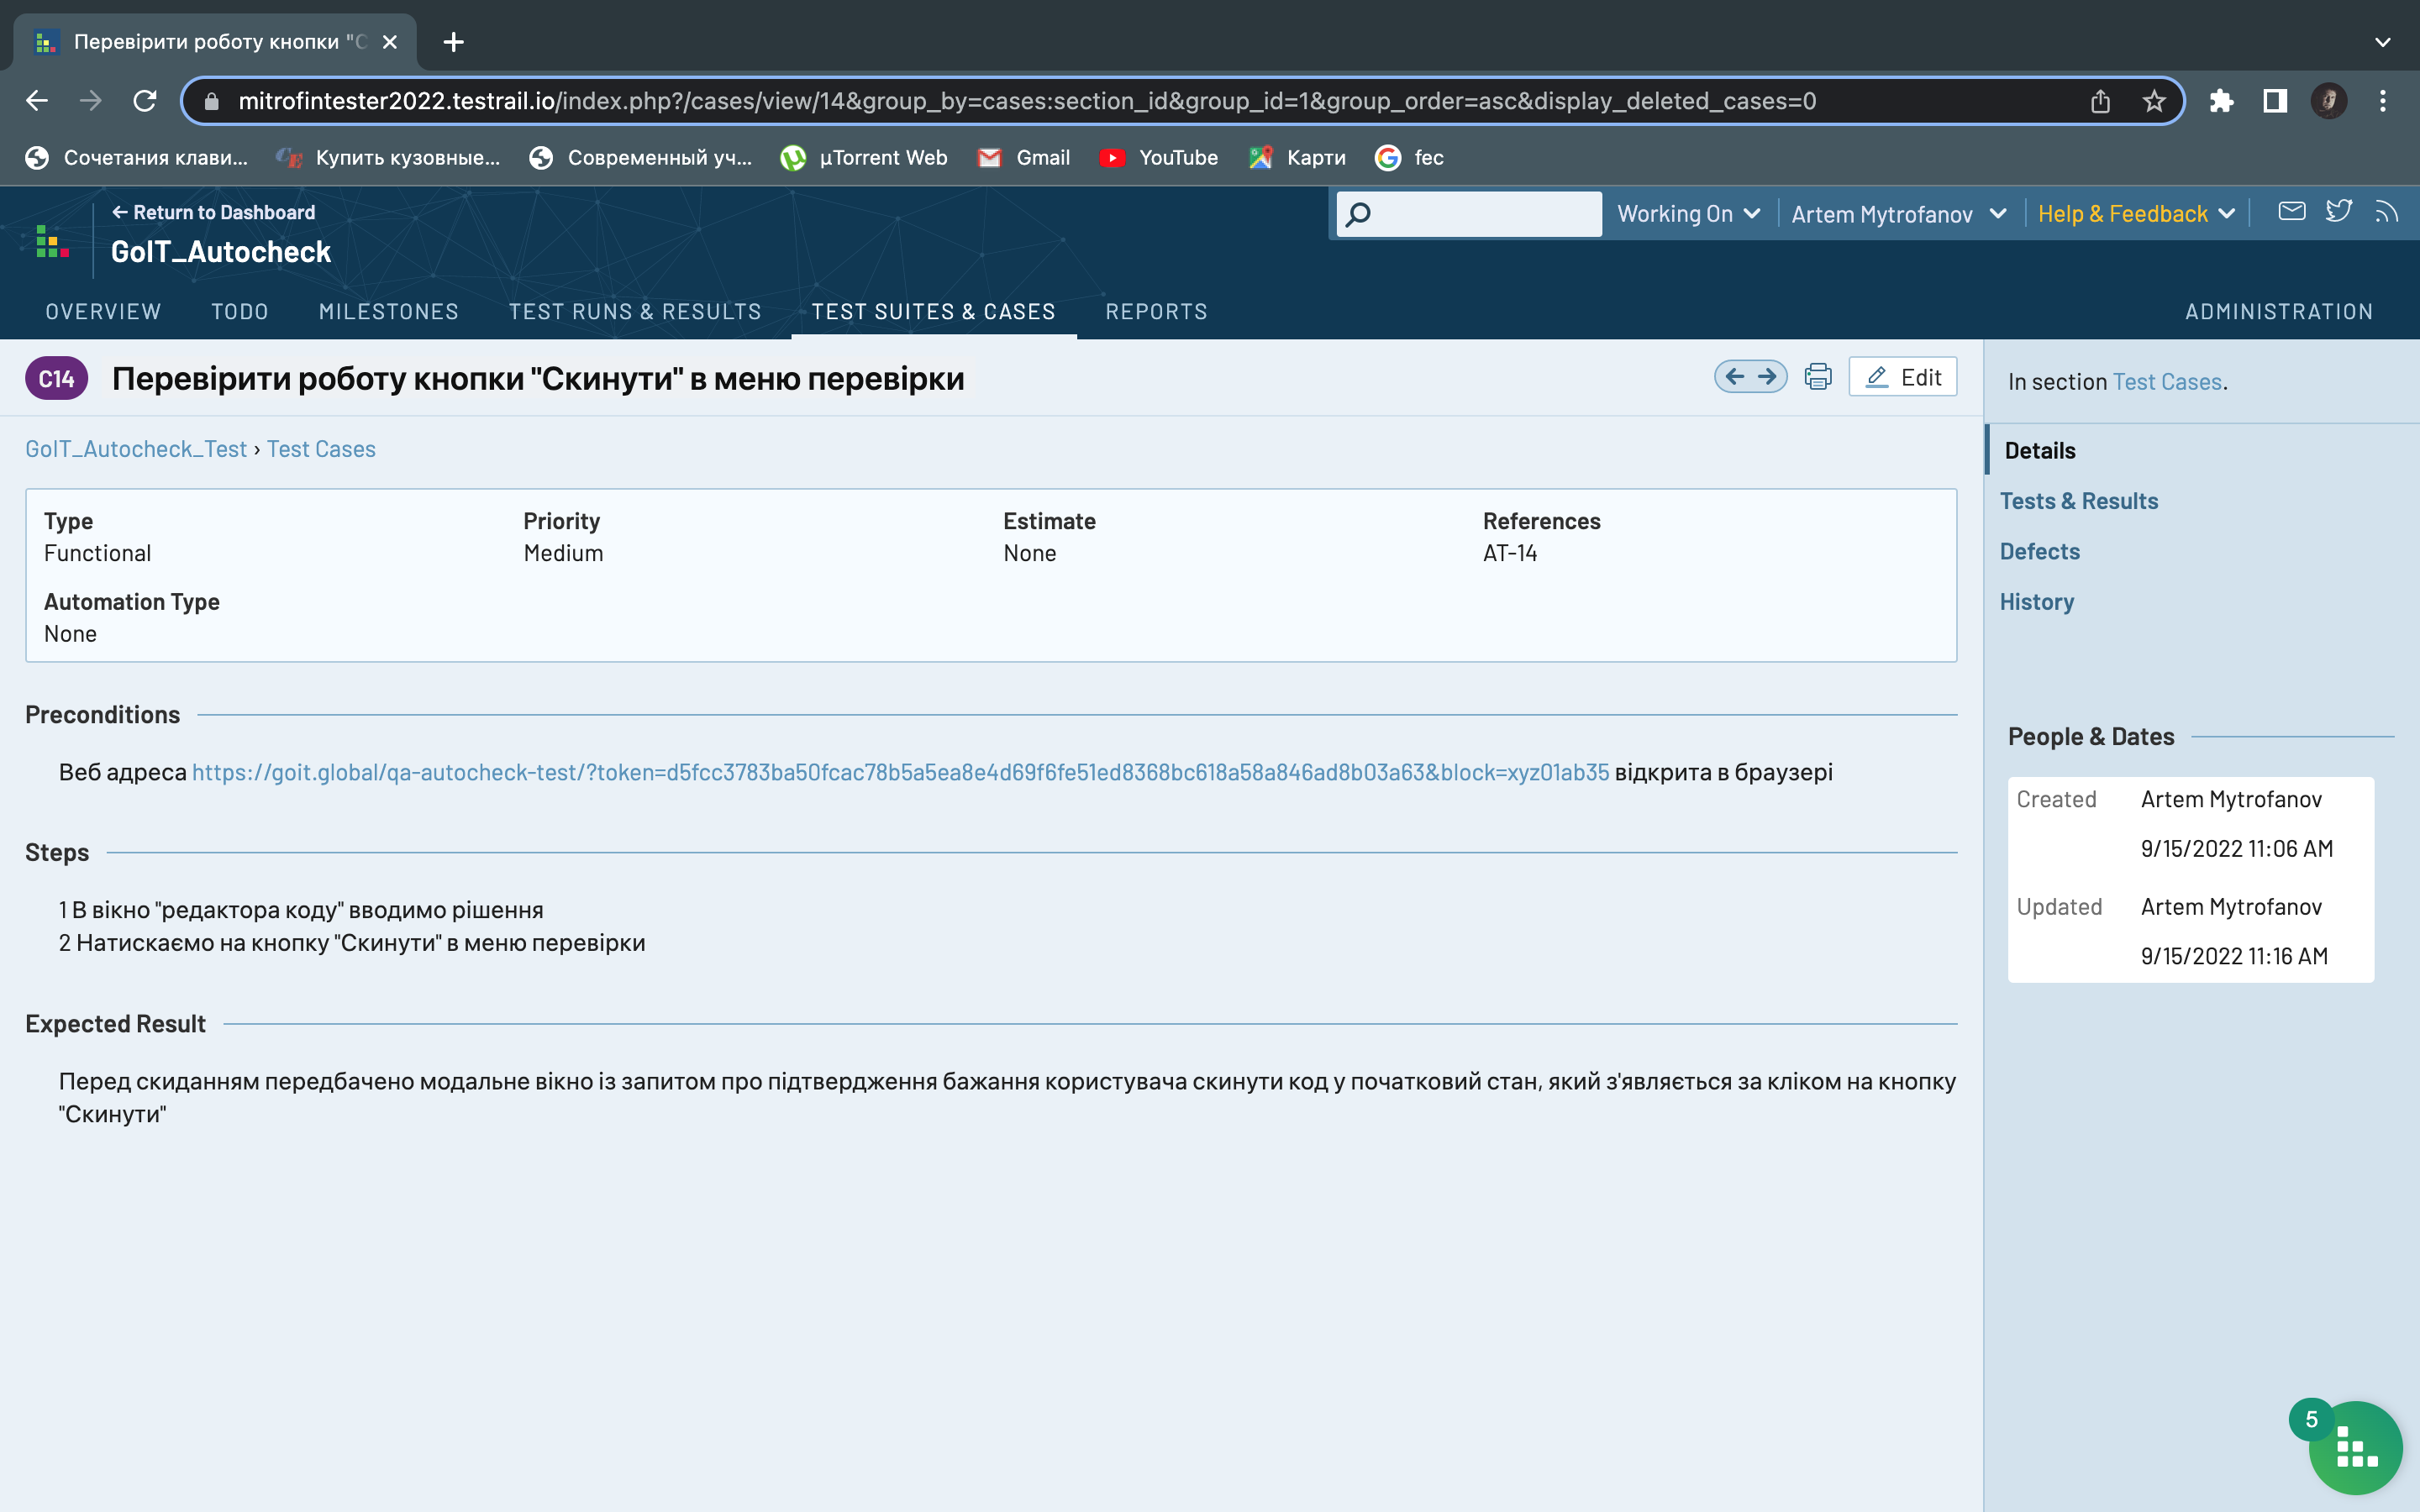 Перевірити роботу кнопки "С
mitrofintester2022.testrail.io/index.php?/cases/view/14&group_by=cases:section_id&group_id=1&group_order=asc&display_deleted_cases=0
Сочетания клави... Купить кузовные... Современный уч... µTorrent Web Gmail YouTube Карти fec
Return to Dashboard
GoIT_Autocheck
Working On Artem Mytrofanov Help & Feedback
OVERVIEW TODO MILESTONES TEST RUNS & RESULTS TEST SUITES & CASES REPORTS ADMINISTRATION
C14 Перевірити роботу кнопки "Скинути" в меню перевірки Edit
GoIT_Autocheck_Test › Test Cases
Type Priority Estimate References
Functional Medium None AT-14
Automation Type
None
Preconditions
Веб адреса https://goit.global/qa-autocheck-test/?token=d5fcc3783ba50fcac78b5a5ea8e4d69f6fe51ed8368bc618a58a846ad8b03a63&block=xyz01ab35 відкрита в браузері
Steps
1 В вікно "редактора коду" вводимо рішення
2 Натискаємо на кнопку "Скинути" в меню перевірки
Expected Result
Перед скиданням передбачено модальне вікно із запитом про підтвердження бажання користувача скинути код у початковий стан, який з'являється за кліком на кнопку
"Скинути"
In section Test Cases.
Details
Tests & Results
Defects
History
People & Dates
Created Artem Mytrofanov
9/15/2022 11:06 AM
Updated Artem Mytrofanov
9/15/2022 11:16 AM
5